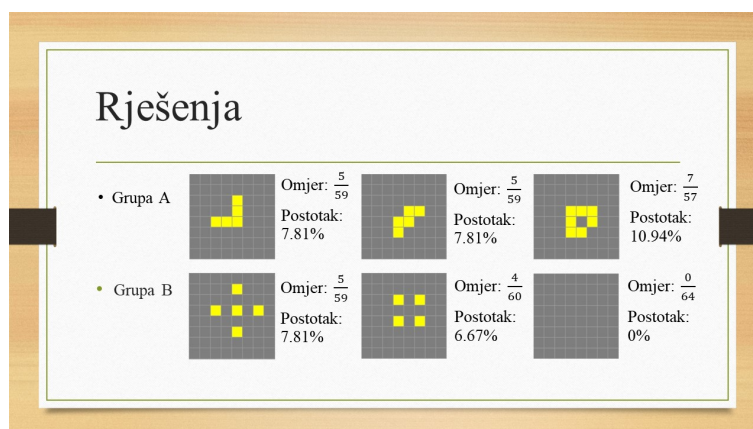 Rješenja
• Grupa A
Omjer: 5/59
Postotak:
7.81%
Omjer: 5/59
Postotak:
7.81%
Omjer: 7/57
Postotak:
10.94%
• Grupa B
Omjer: 5/59
Postotak:
7.81%
Omjer: 4/60
Postotak:
6.67%
Omjer: 0/64
Postotak:
0%